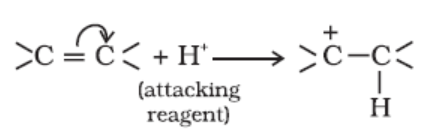 >C = C< + H⁺ ⟶ >C⁺ – C<
(attacking
reagent)
H